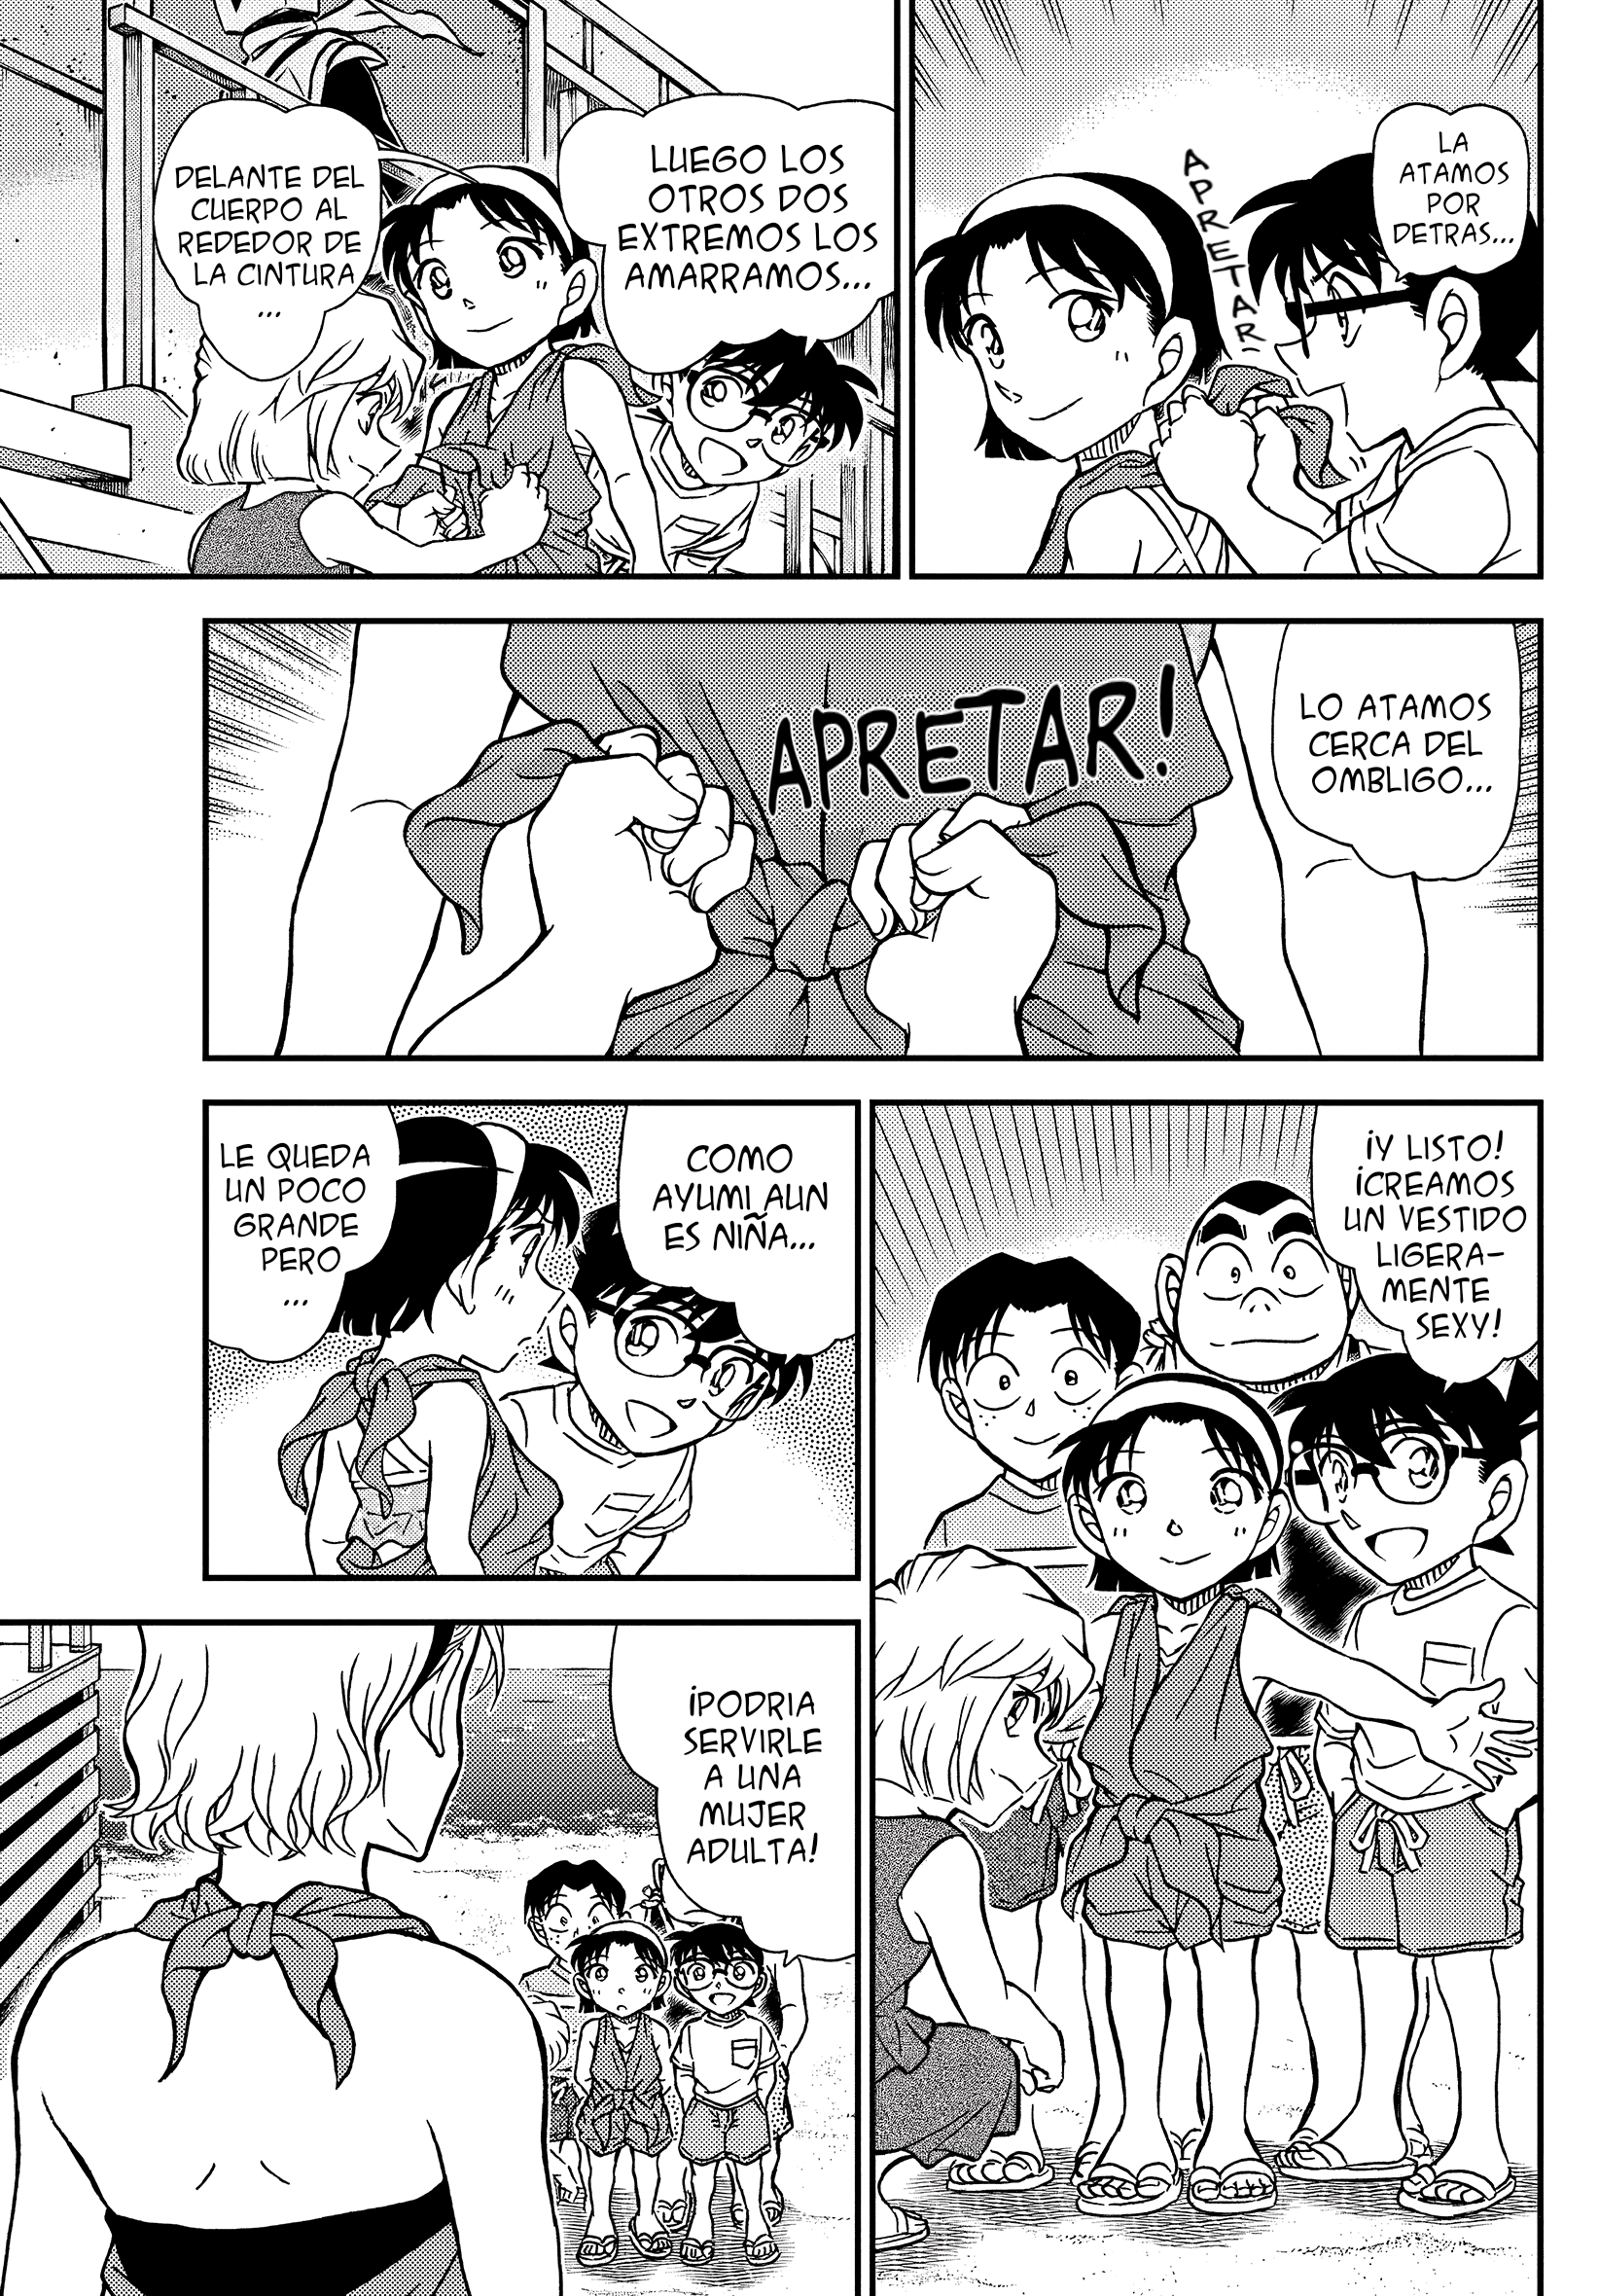 LA
ATAMOS
POR
DETRAS...
APRETAR
LUEGO LOS
OTROS DOS
EXTREMOS LOS
AMARRAMOS...
DELANTE DEL
CUERPO AL
REDEDOR DE
LA CINTURA
...
LO ATAMOS
CERCA DEL
OMBLIGO...
APRETAR!
¡Y LISTO!
¡CREAMOS
UN VESTIDO
LIGERA-
MENTE
SEXY!
COMO
AYUMI AUN
ES NIÑA...
LE QUEDA
UN POCO
GRANDE
PERO
...
¡PODRIA
SERVIRLE
A UNA
MUJER
ADULTA!